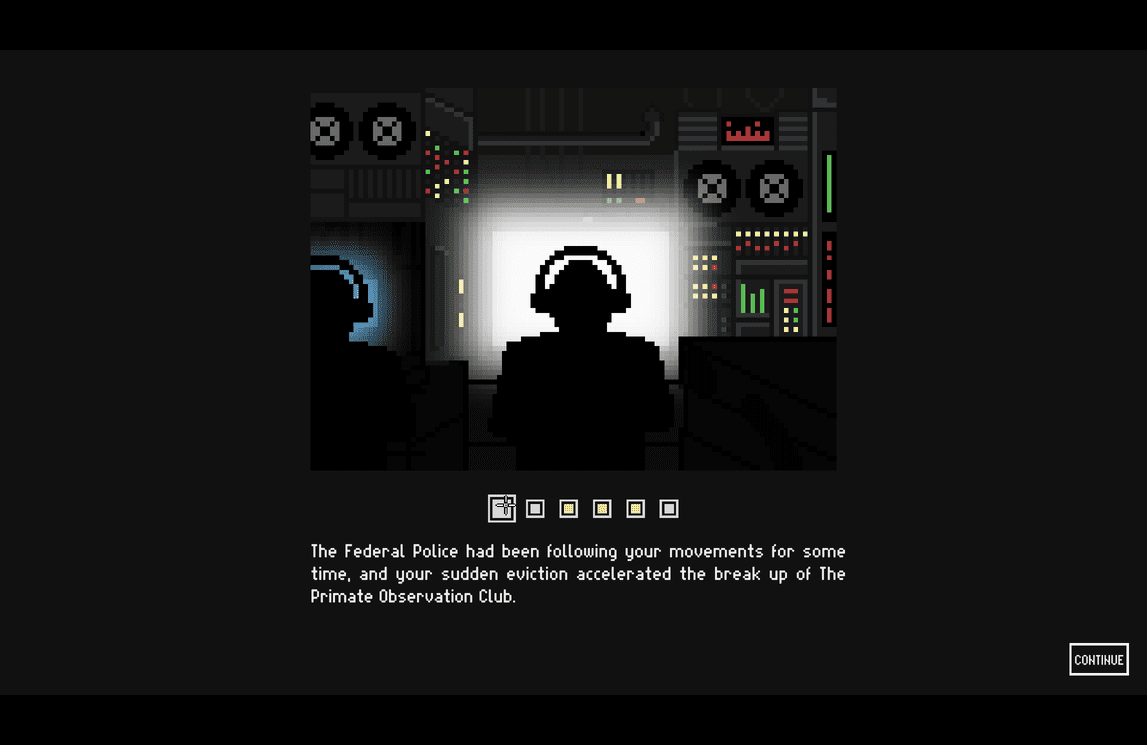 The Federal Police had been following your movements for some
time, and your sudden eviction accelerated the break up of The
Primate Observation Club.
CONTINUE